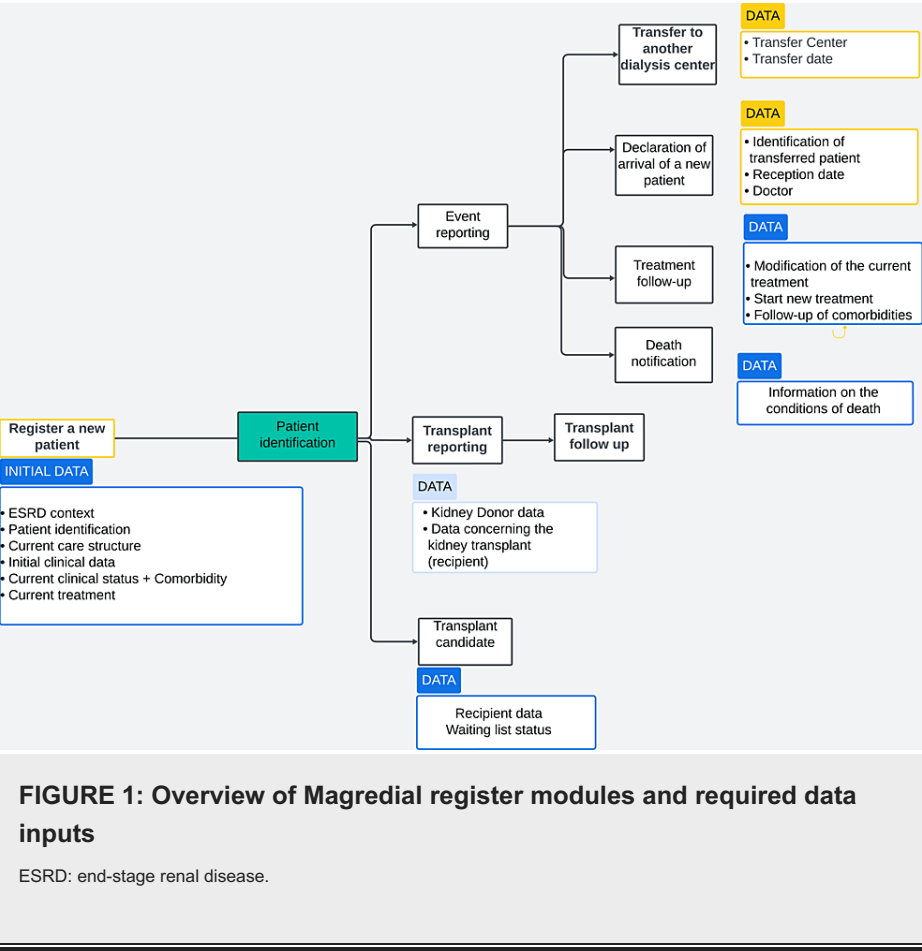 Transfer to
another
dialysis center
DATA
• Transfer Center
• Transfer date
Declaration of
arrival of a new
patient
DATA
• Identification of
transferred patient
• Reception date
• Doctor
Event
reporting
Treatment
follow-up
DATA
• Modification of the current
treatment
• Start new treatment
• Follow-up of comorbidities
Death
notification
DATA
Information on the
conditions of death
Register a new
patient
Patient
identification
Transplant
reporting
Transplant
follow up
INITIAL DATA
• ESRD context
• Patient identification
• Current care structure
• Initial clinical data
• Current clinical status + Comorbidity
• Current treatment
DATA
• Kidney Donor data
• Data concerning the
kidney transplant
(recipient)
Transplant
candidate
DATA
Recipient data
Waiting list status
FIGURE 1: Overview of Magredial register modules and required data
inputs
ESRD: end-stage renal disease.